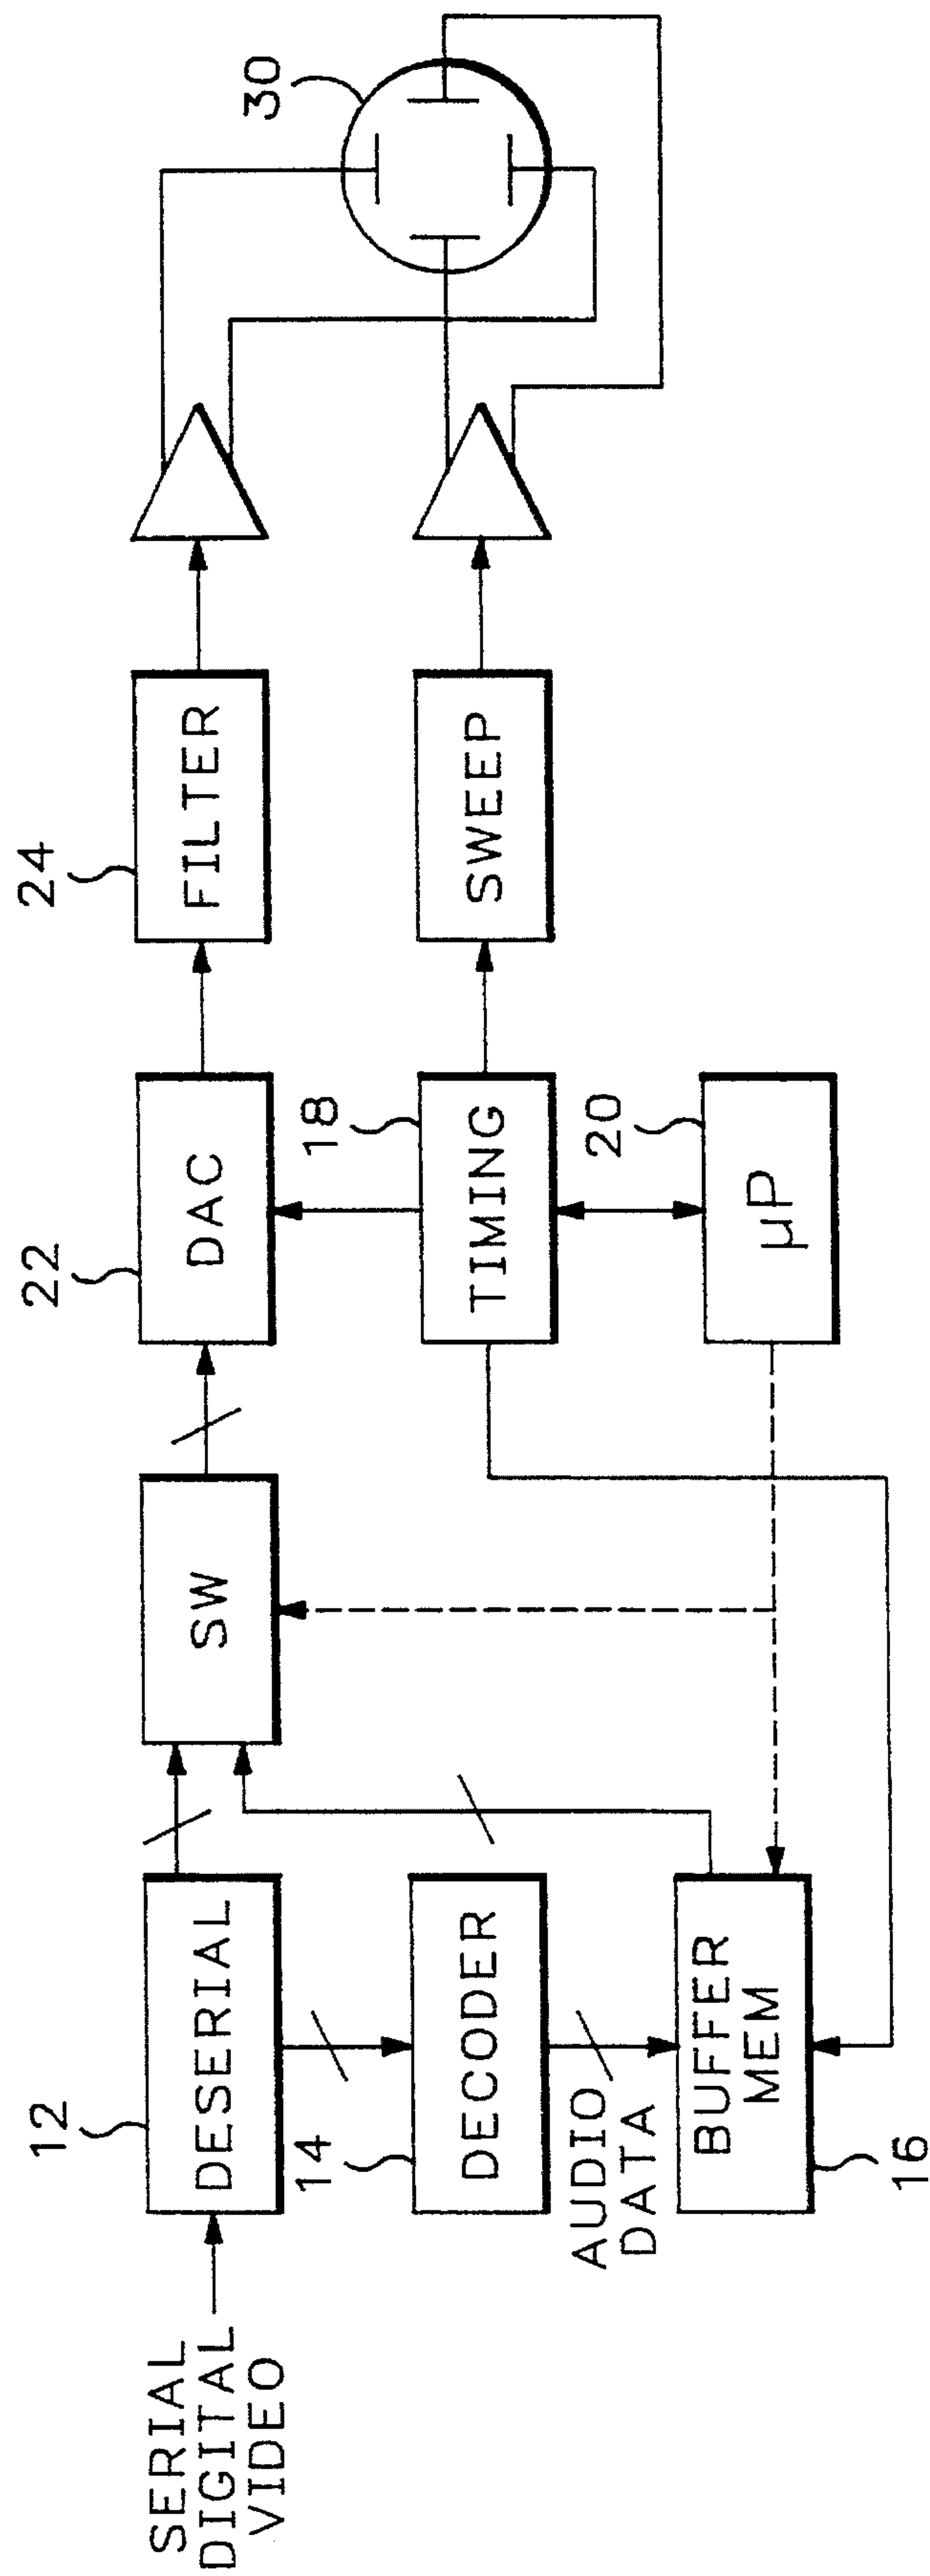 SERIAL
DIGITAL
VIDEO
12
DESERIAL
14
DECODER
AUDIO
DATA
BUFFER
MEM
16
SW
22
DAC
18
TIMING
20
µP
24
FILTER
SWEEP
30